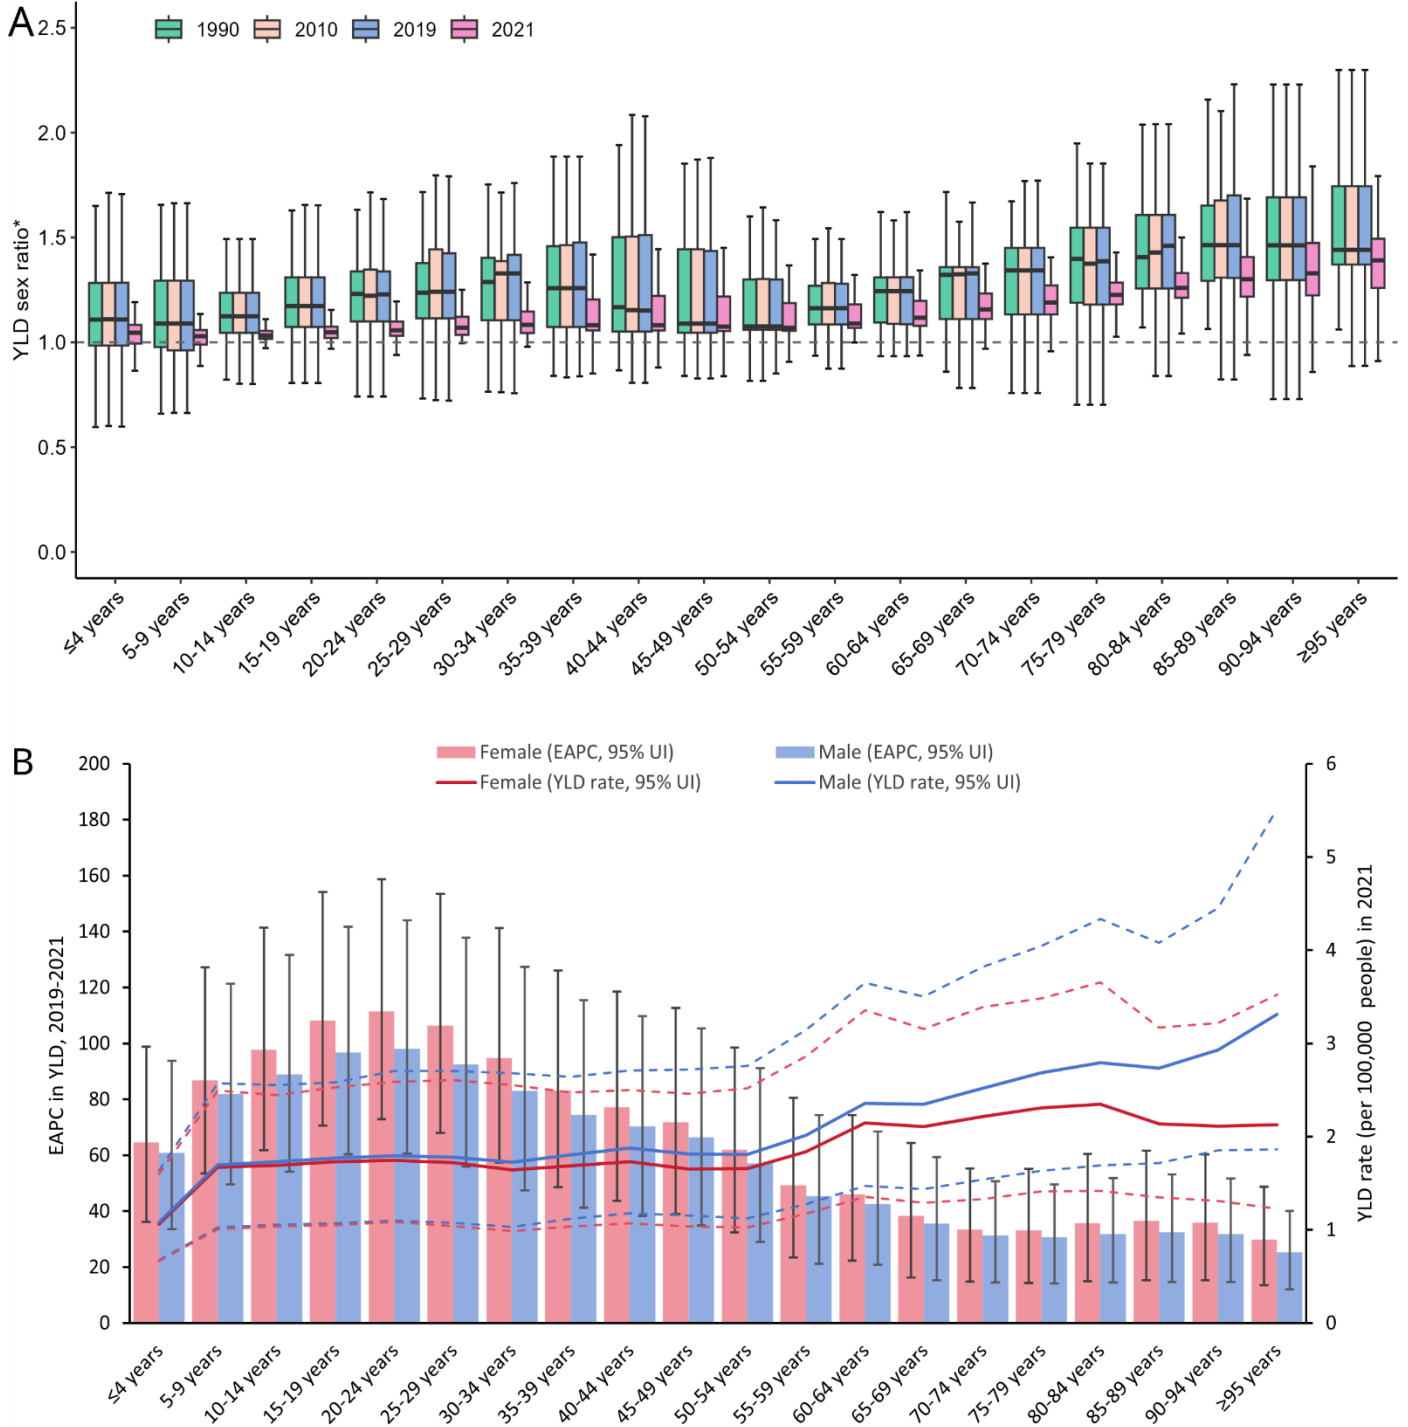 A
1990 2010 2019 2021
YLD sex ratio*
2.5
2.0
1.5
1.0
0.5
0.0
≤4 years
5-9 years
10-14 years
15-19 years
20-24 years
25-29 years
30-34 years
35-39 years
40-44 years
45-49 years
50-54 years
55-59 years
60-64 years
65-69 years
70-74 years
75-79 years
80-84 years
85-89 years
90-94 years
≥95 years
B
Female (EAPC, 95% UI) Male (EAPC, 95% UI)
Female (YLD rate, 95% UI) Male (YLD rate, 95% UI)
EAPC in YLD, 2019-2021
200
180
160
140
120
100
80
60
40
20
0
6
5
4
3
2
1
0
YLD rate (per 100,000 people) in 2021
≤4 years
5-9 years
10-14 years
15-19 years
20-24 years
25-29 years
30-34 years
35-39 years
40-44 years
45-49 years
50-54 years
55-59 years
60-64 years
65-69 years
70-74 years
75-79 years
80-84 years
85-89 years
90-94 years
≥95 years